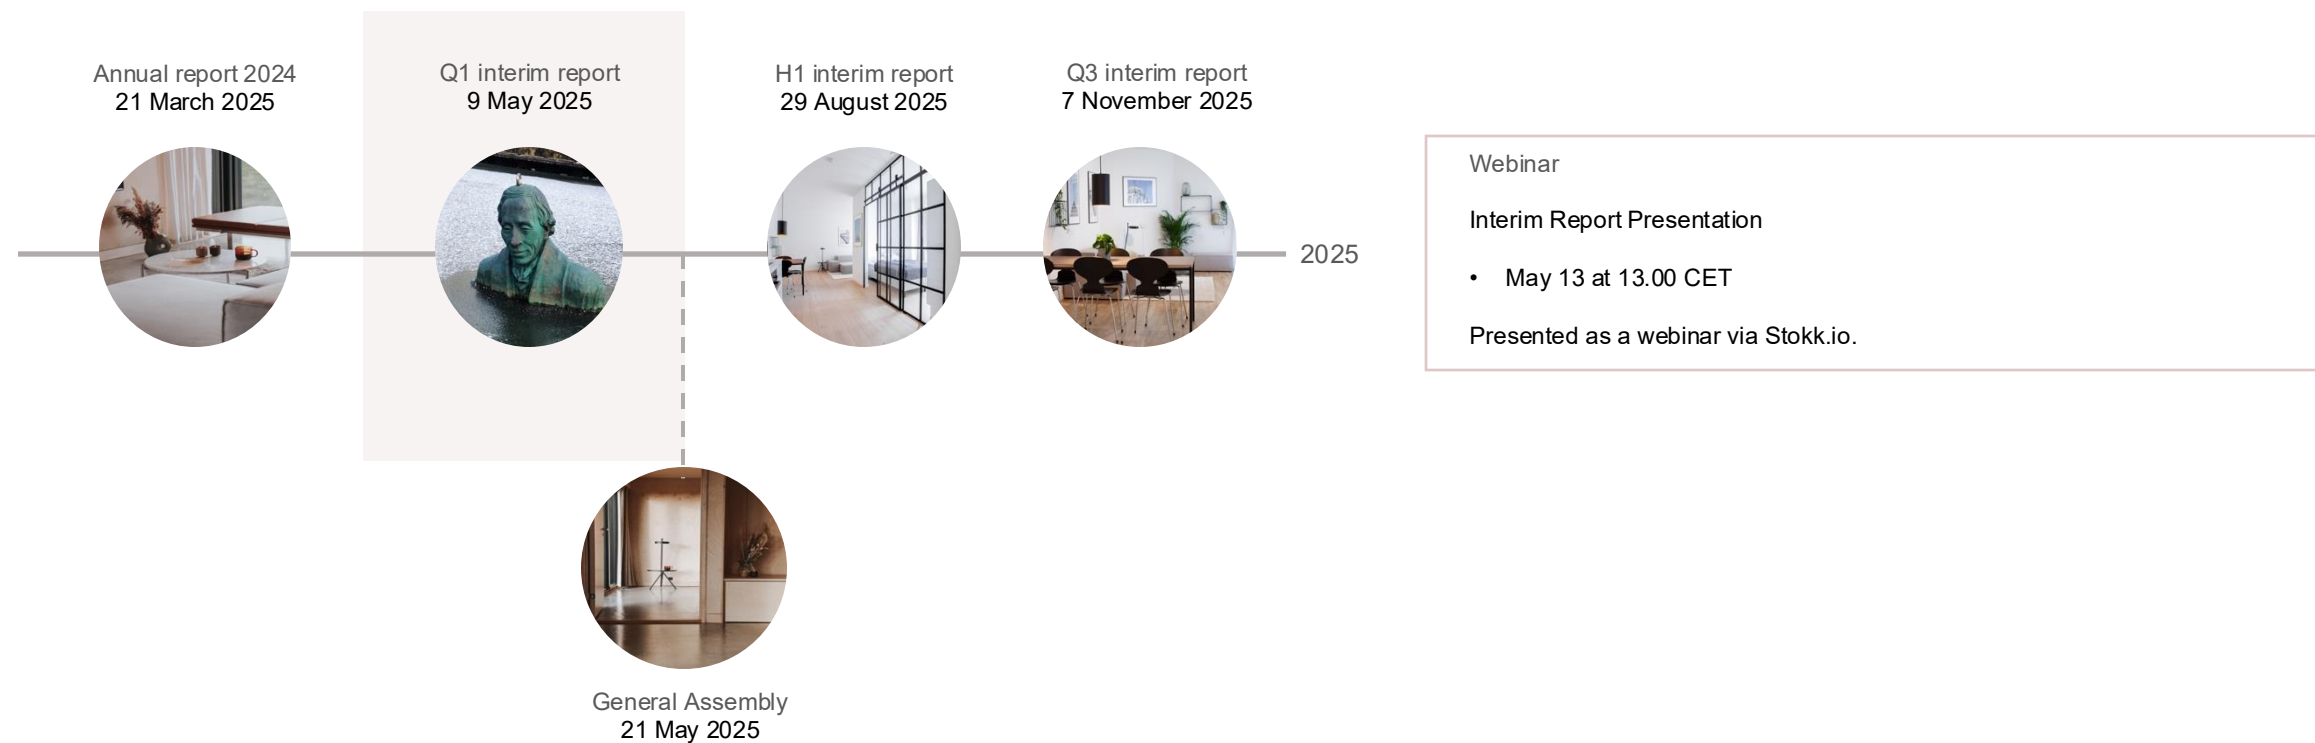 Annual report 2024
21 March 2025
Q1 interim report
9 May 2025
H1 interim report
29 August 2025
Q3 interim report
7 November 2025
2025
General Assembly
21 May 2025
Webinar
Interim Report Presentation
• May 13 at 13.00 CET
Presented as a webinar via Stokk.io.